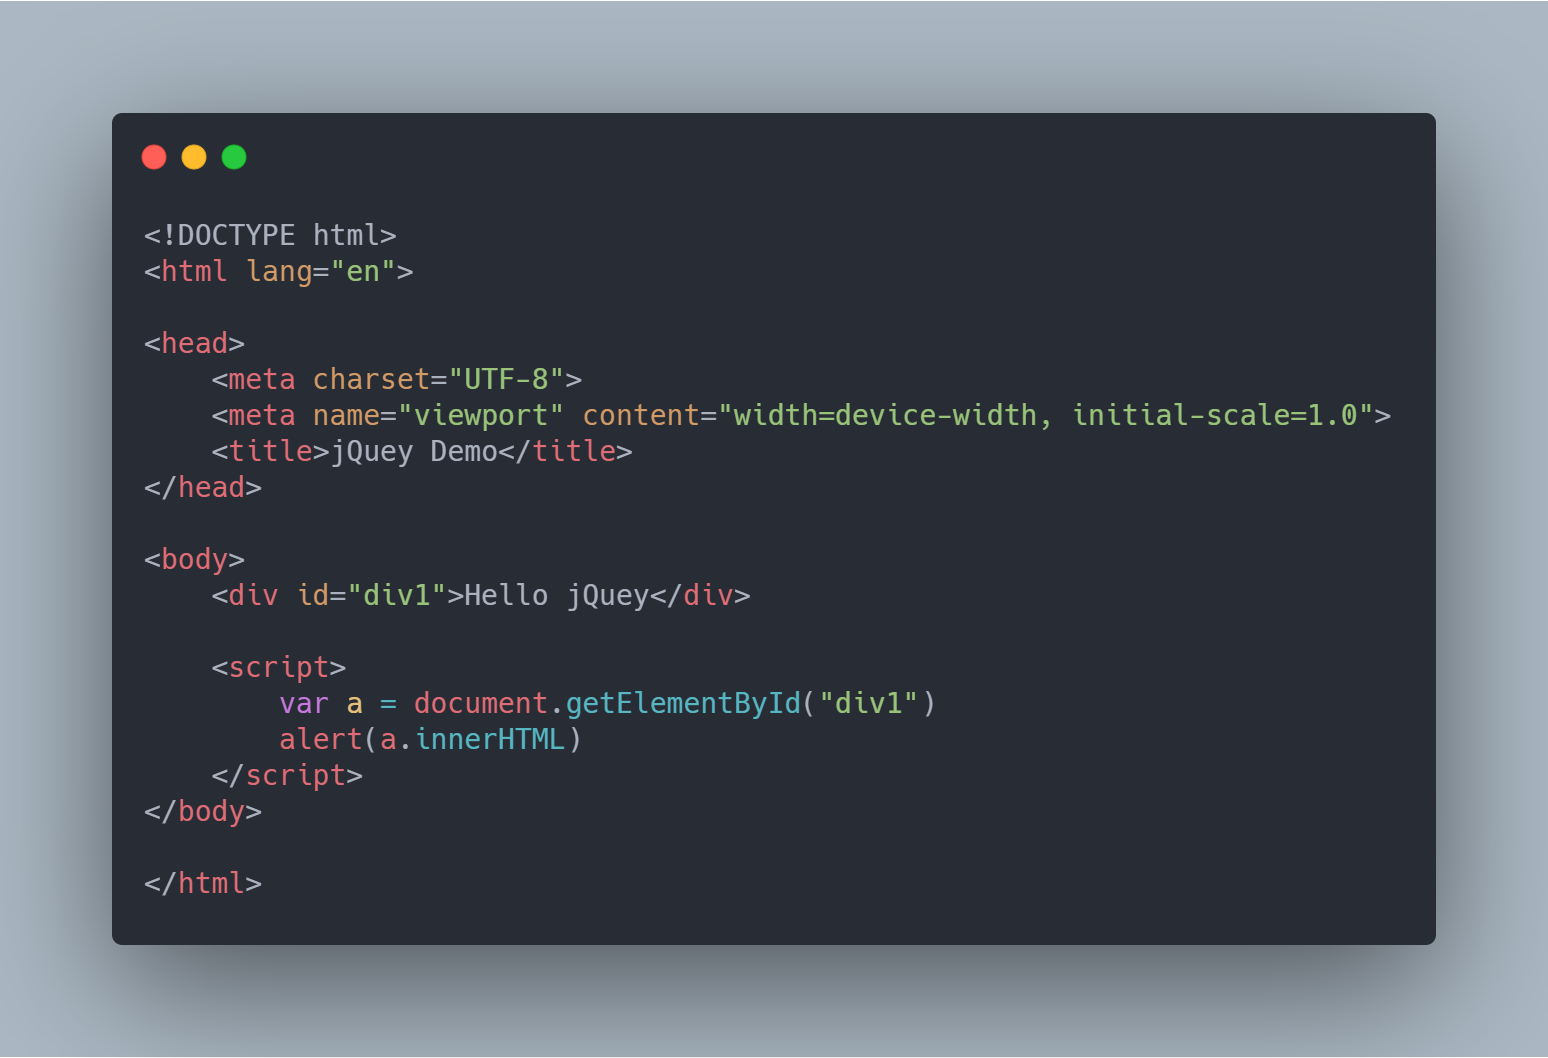 <!DOCTYPE html>
<html lang="en">
<head>
    <meta charset="UTF-8">
    <meta name="viewport" content="width=device-width, initial-scale=1.0">
    <title>jQuey Demo</title>
</head>
<body>
    <div id="div1">Hello jQuey</div>
    <script>
        var a = document.getElementById("div1")
        alert(a.innerHTML)
    </script>
</body>
</html>